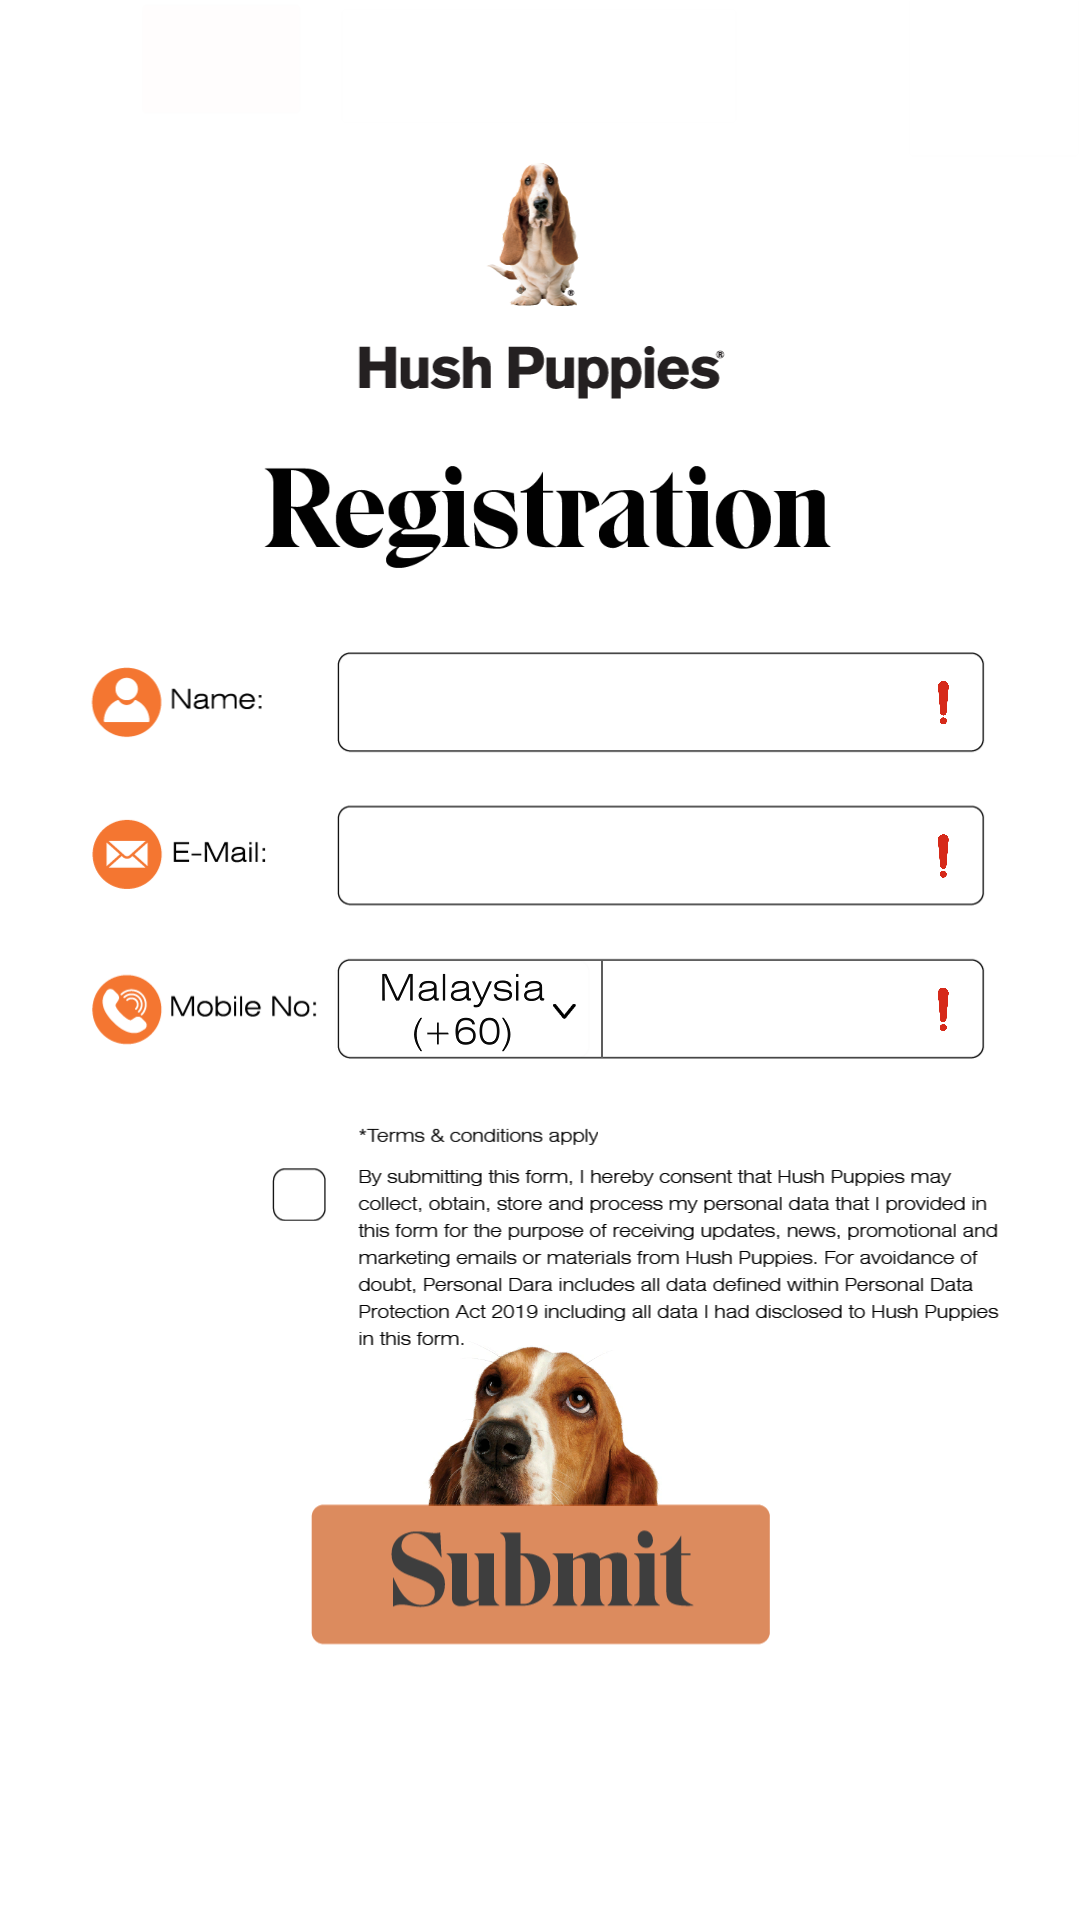 Hush Puppies®
Registration
Name:
E-Mail:
Mobile No:
Malaysia
(+60)
*Terms & conditions apply
By submitting this form, I hereby consent that Hush Puppies may
collect, obtain, store and process my personal data that I provided in
this form for the purpose of receiving updates, news, promotional and
marketing emails or materials from Hush Puppies. For avoidance of
doubt, Personal Dara includes all data defined within Personal Data
Protection Act 2019 including all data I had disclosed to Hush Puppies
in this form.
Submit